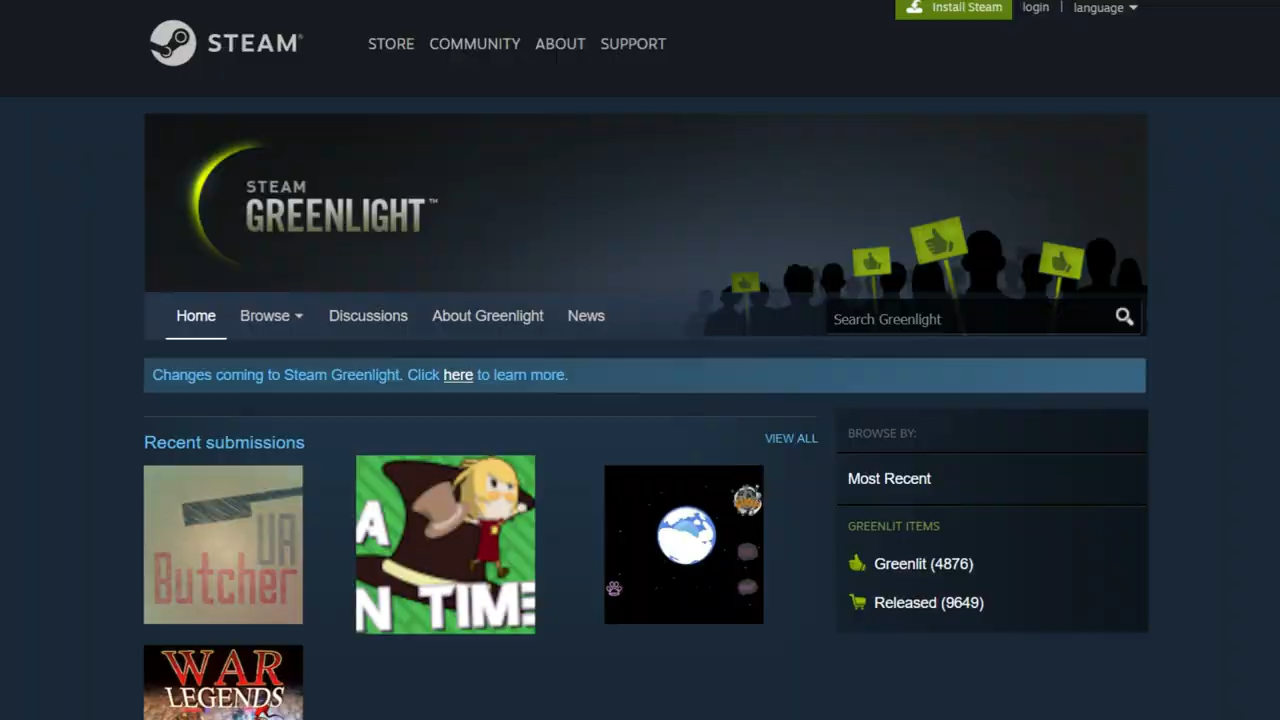 Install Steam
login
language
STEAM
STORE
COMMUNITY
ABOUT
SUPPORT
STEAM
GREENLIGHT™
Home
Browse
Discussions
About Greenlight
News
Search Greenlight
Changes coming to Steam Greenlight. Click here to learn more.
Recent submissions
VIEW ALL
UR
Butcher
A
N TIME
WAR
LEGENDS
BROWSE BY:
Most Recent
GREENLIT ITEMS
Greenlit (4876)
Released (9649)